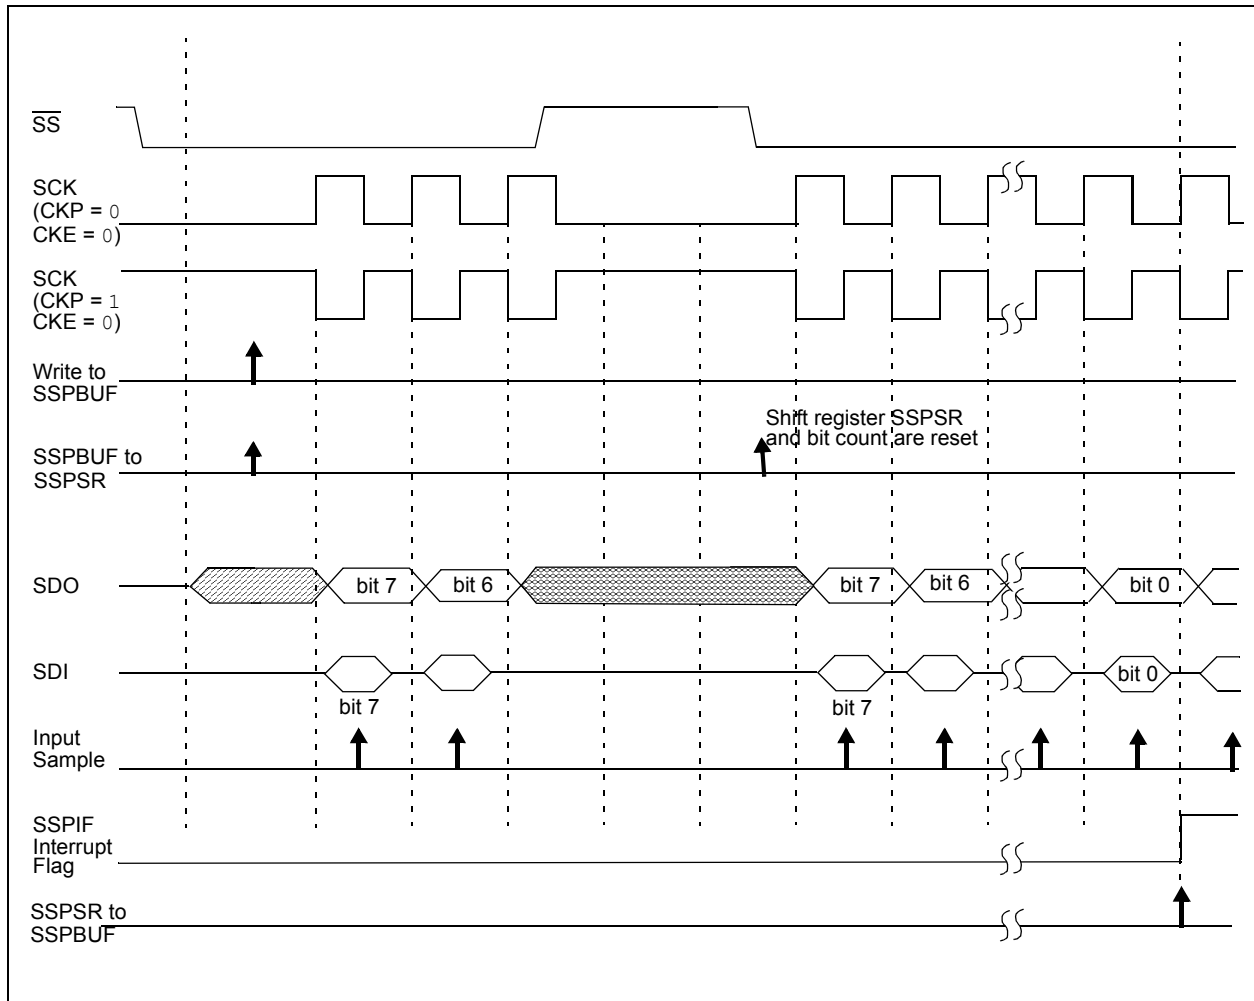 SS
SCK
(CKP = 0
CKE = 0)
SCK
(CKP = 1
CKE = 0)
Write to
SSPBUF
Shift register SSPSR
and bit count are reset
SSPBUF to
SSPSR
SDO
bit 7
bit 6
bit 7
bit 6
bit 0
SDI
bit 0
bit 7
bit 7
Input
Sample
SSPIF
Interrupt
Flag
SSPSR to
SSPBUF